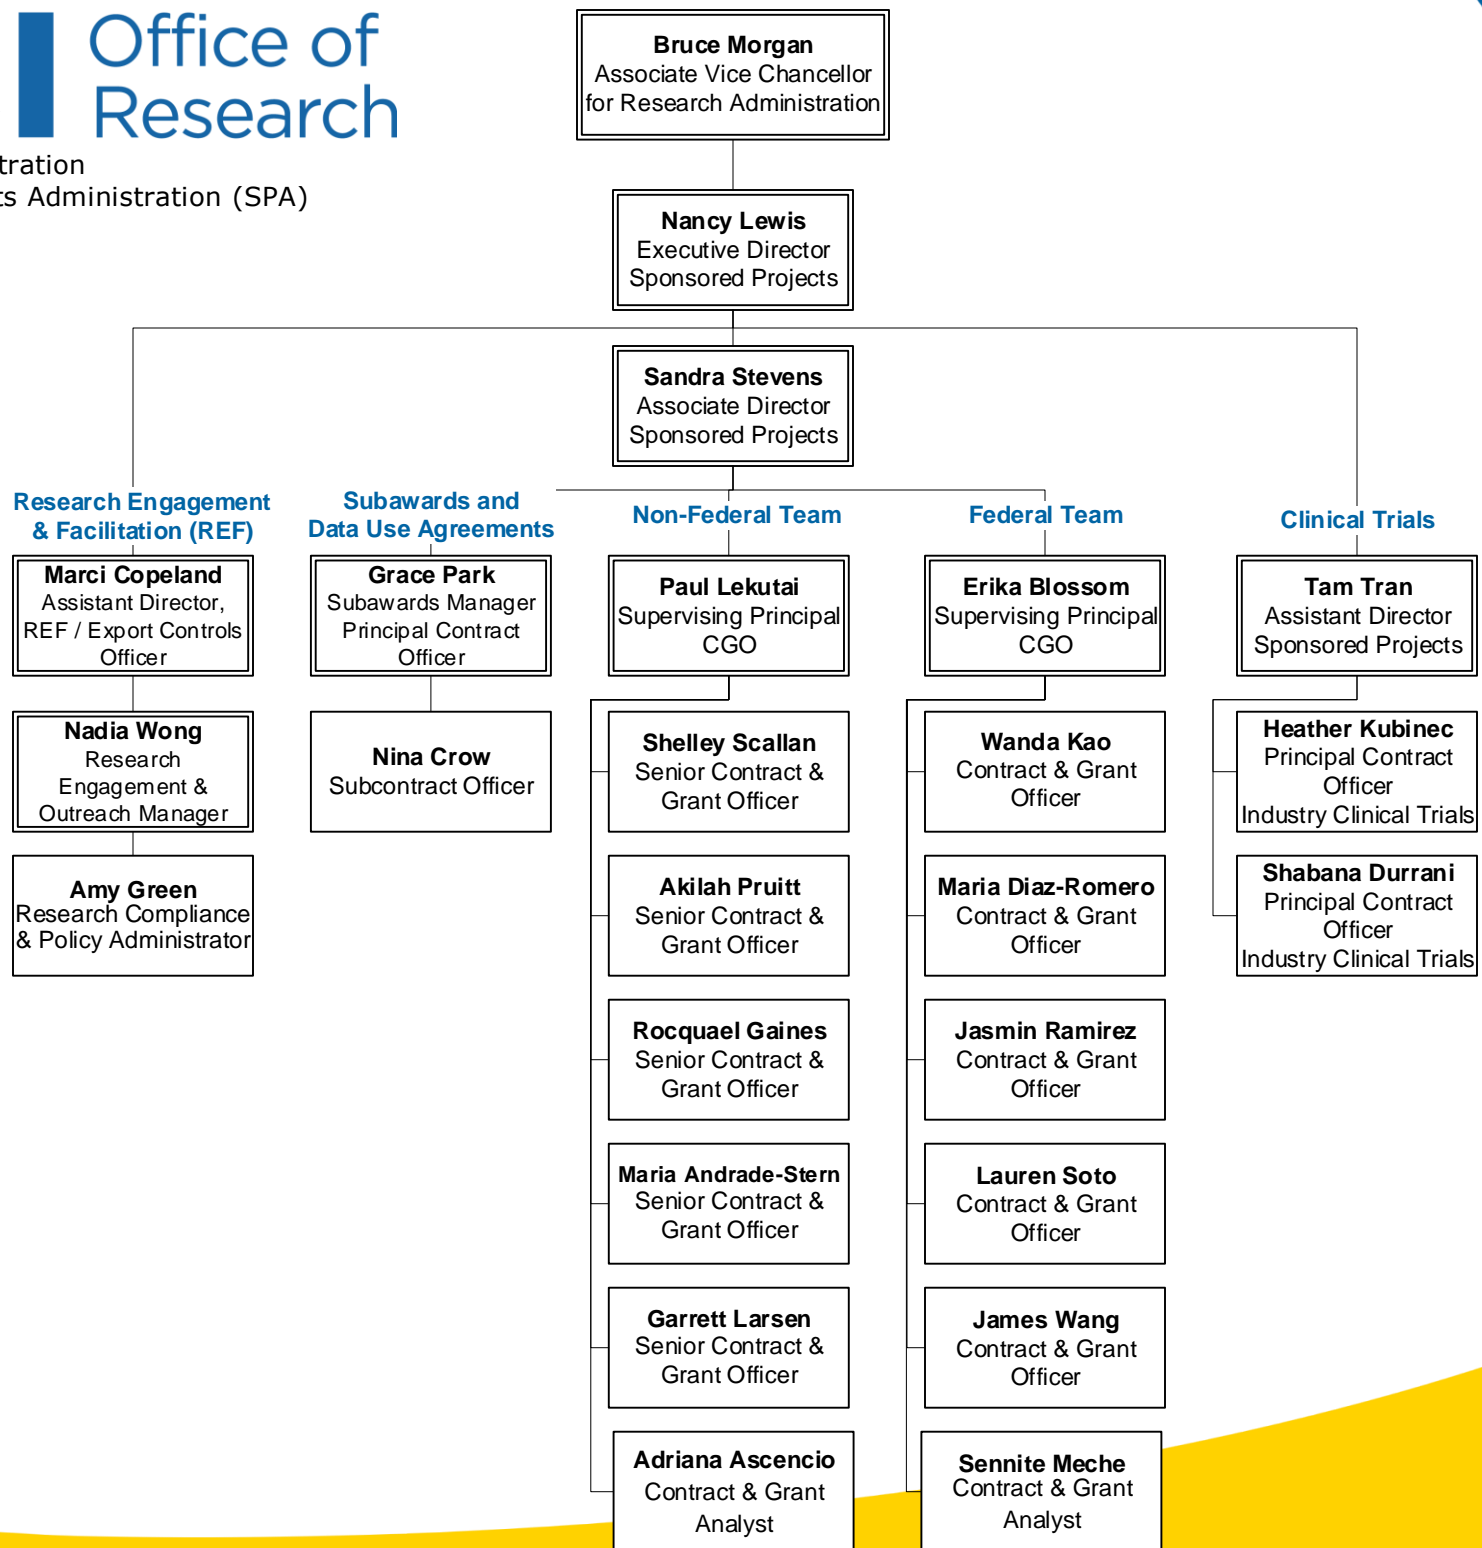 Office of
Research
tration
ts Administration (SPA)
Bruce Morgan
Associate Vice Chancellor
for Research Administration
Nancy Lewis
Executive Director
Sponsored Projects
Sandra Stevens
Associate Director
Sponsored Projects
Research Engagement
& Facilitation (REF)
Marci Copeland
Assistant Director,
REF / Export Controls
Officer
Nadia Wong
Research
Engagement &
Outreach Manager
Amy Green
Research Compliance
& Policy Administrator
Subawards and
Data Use Agreements
Grace Park
Subawards Manager
Principal Contract
Officer
Nina Crow
Subcontract Officer
Non-Federal Team
Paul Lekutai
Supervising Principal
CGO
Shelley Scallan
Senior Contract &
Grant Officer
Akilah Pruitt
Senior Contract &
Grant Officer
Rocquael Gaines
Senior Contract &
Grant Officer
Maria Andrade-Stern
Senior Contract &
Grant Officer
Garrett Larsen
Senior Contract &
Grant Officer
Adriana Ascencio
Contract & Grant
Analyst
Federal Team
Erika Blossom
Supervising Principal
CGO
Wanda Kao
Contract & Grant
Officer
Maria Diaz-Romero
Contract & Grant
Officer
Jasmin Ramirez
Contract & Grant
Officer
Lauren Soto
Contract & Grant
Officer
James Wang
Contract & Grant
Officer
Sennite Meche
Contract & Grant
Analyst
Clinical Trials
Tam Tran
Assistant Director
Sponsored Projects
Heather Kubinec
Principal Contract
Officer
Industry Clinical Trials
Shabana Durrani
Principal Contract
Officer
Industry Clinical Trials